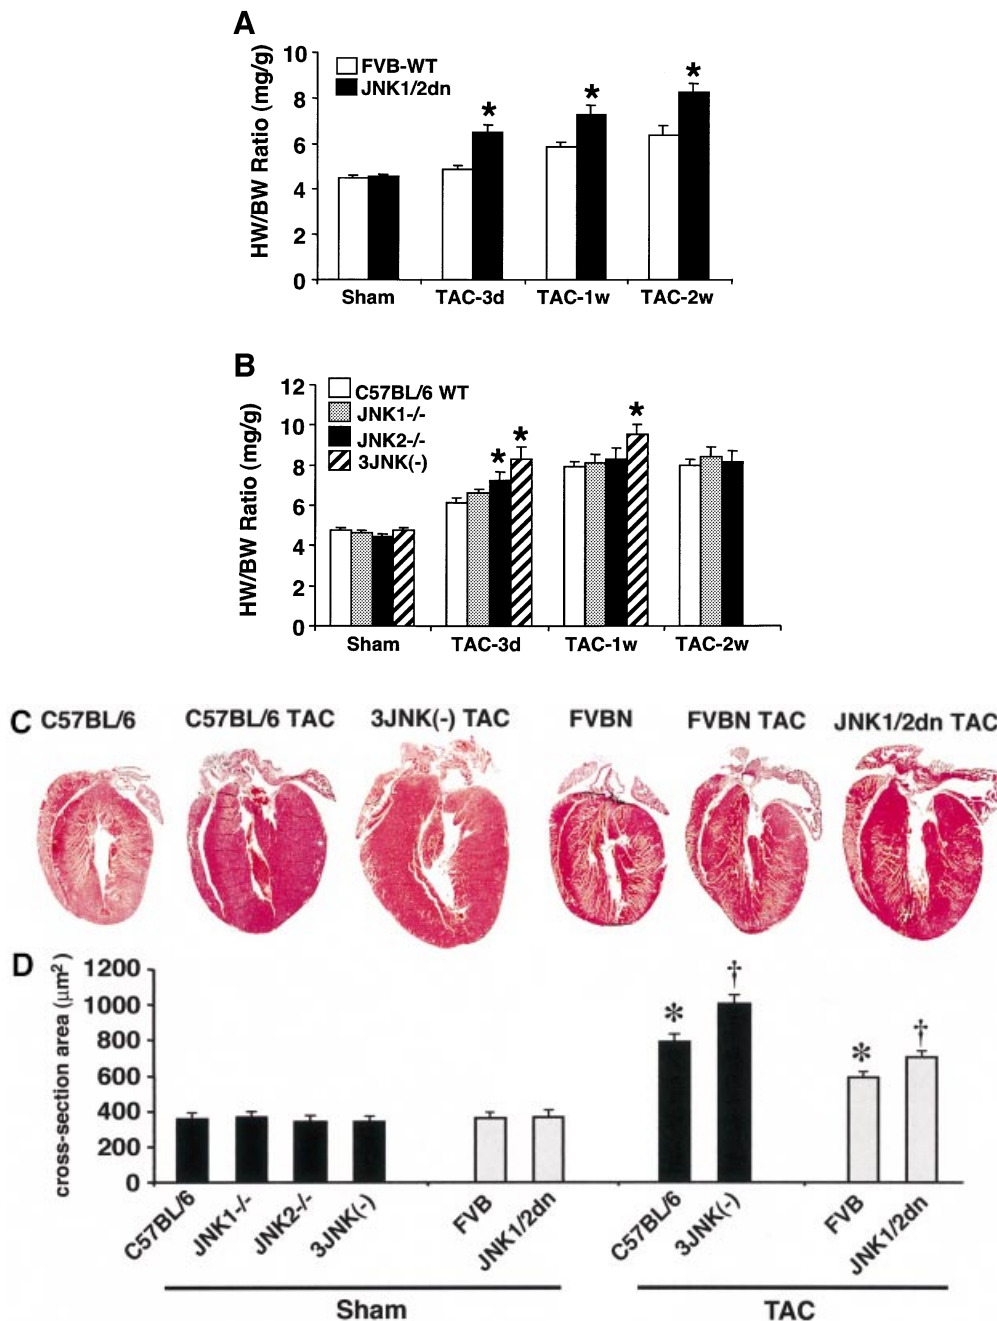 A
HW/BW Ratio (mg/g)
10
8
6
4
2
0
FVB-WT
JNK1/2dn
*
*
*
Sham TAC-3d TAC-1w TAC-2w
B
HW/BW Ratio (mg/g)
12
10
8
6
4
2
0
C57BL/6 WT
JNK1-/-
JNK2-/-
3JNK(-)
* *
*
Sham TAC-3d TAC-1w TAC-2w
C C57BL/6 C57BL/6 TAC 3JNK(-) TAC FVBN FVBN TAC JNK1/2dn TAC
D
cross-section area (μm²)
1200
1000
800
600
400
200
0
* † * †
C57BL/6 JNK1-/- JNK2-/- 3JNK(-) FVB JNK1/2dn C57BL/6 3JNK(-) FVB JNK1/2dn
Sham TAC